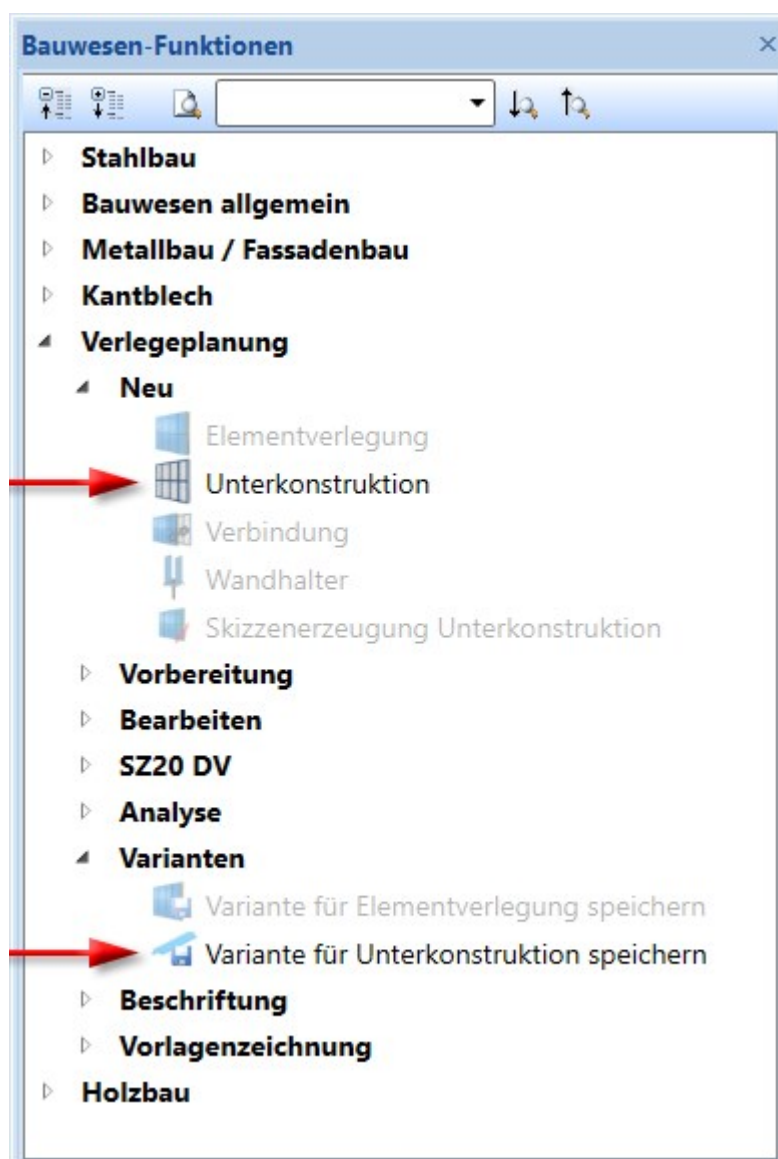 Bauwesen-Funktionen
Stahlbau
Bauwesen allgemein
Metallbau / Fassadenbau
Kantblech
Verlegeplanung
Neu
Elementverlegung
Unterkonstruktion
Verbindung
Wandhalter
Skizzenerzeugung Unterkonstruktion
Vorbereitung
Bearbeiten
SZ20 DV
Analyse
Varianten
Variante für Elementverlegung speichern
Variante für Unterkonstruktion speichern
Beschriftung
Vorlagenzeichnung
Holzbau